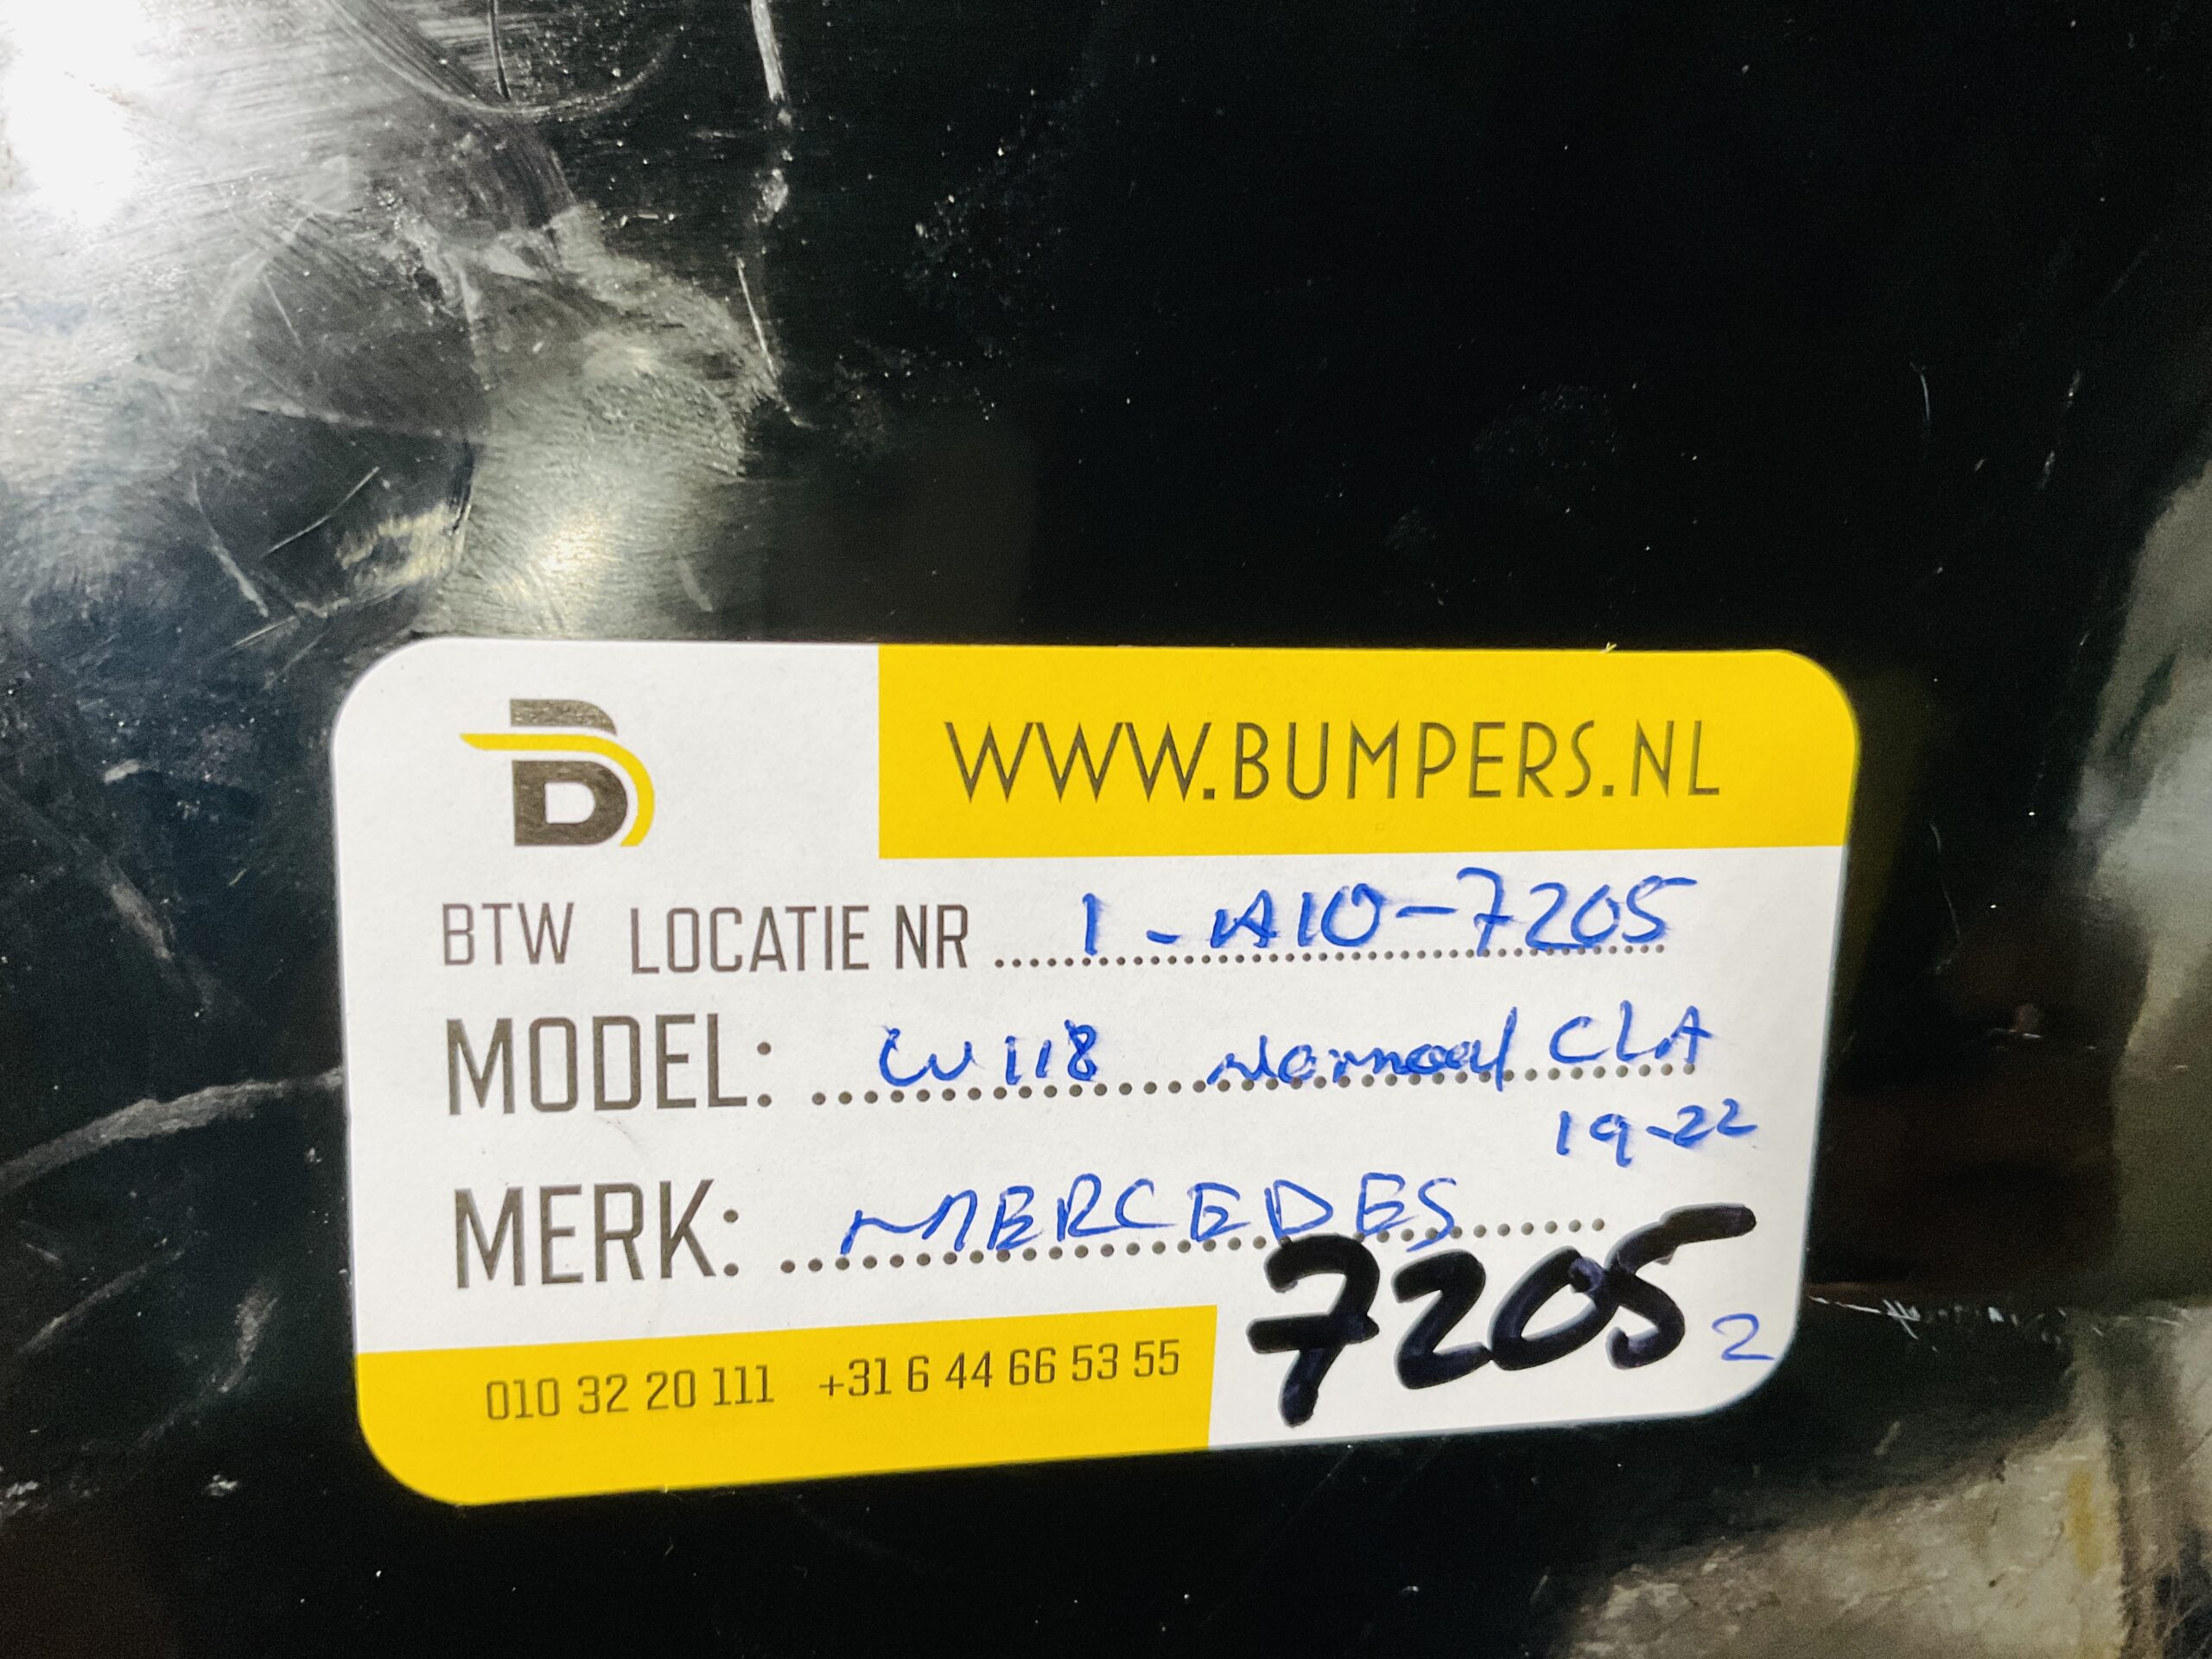 WWW.BUMPERS.NL
BTW LOCATIE NR 1-A10-7205
MODEL: W118 Normaal CLA
19-22
MERK: MERCEDES
7205 2
010 32 20 111 +31 6 44 66 53 55